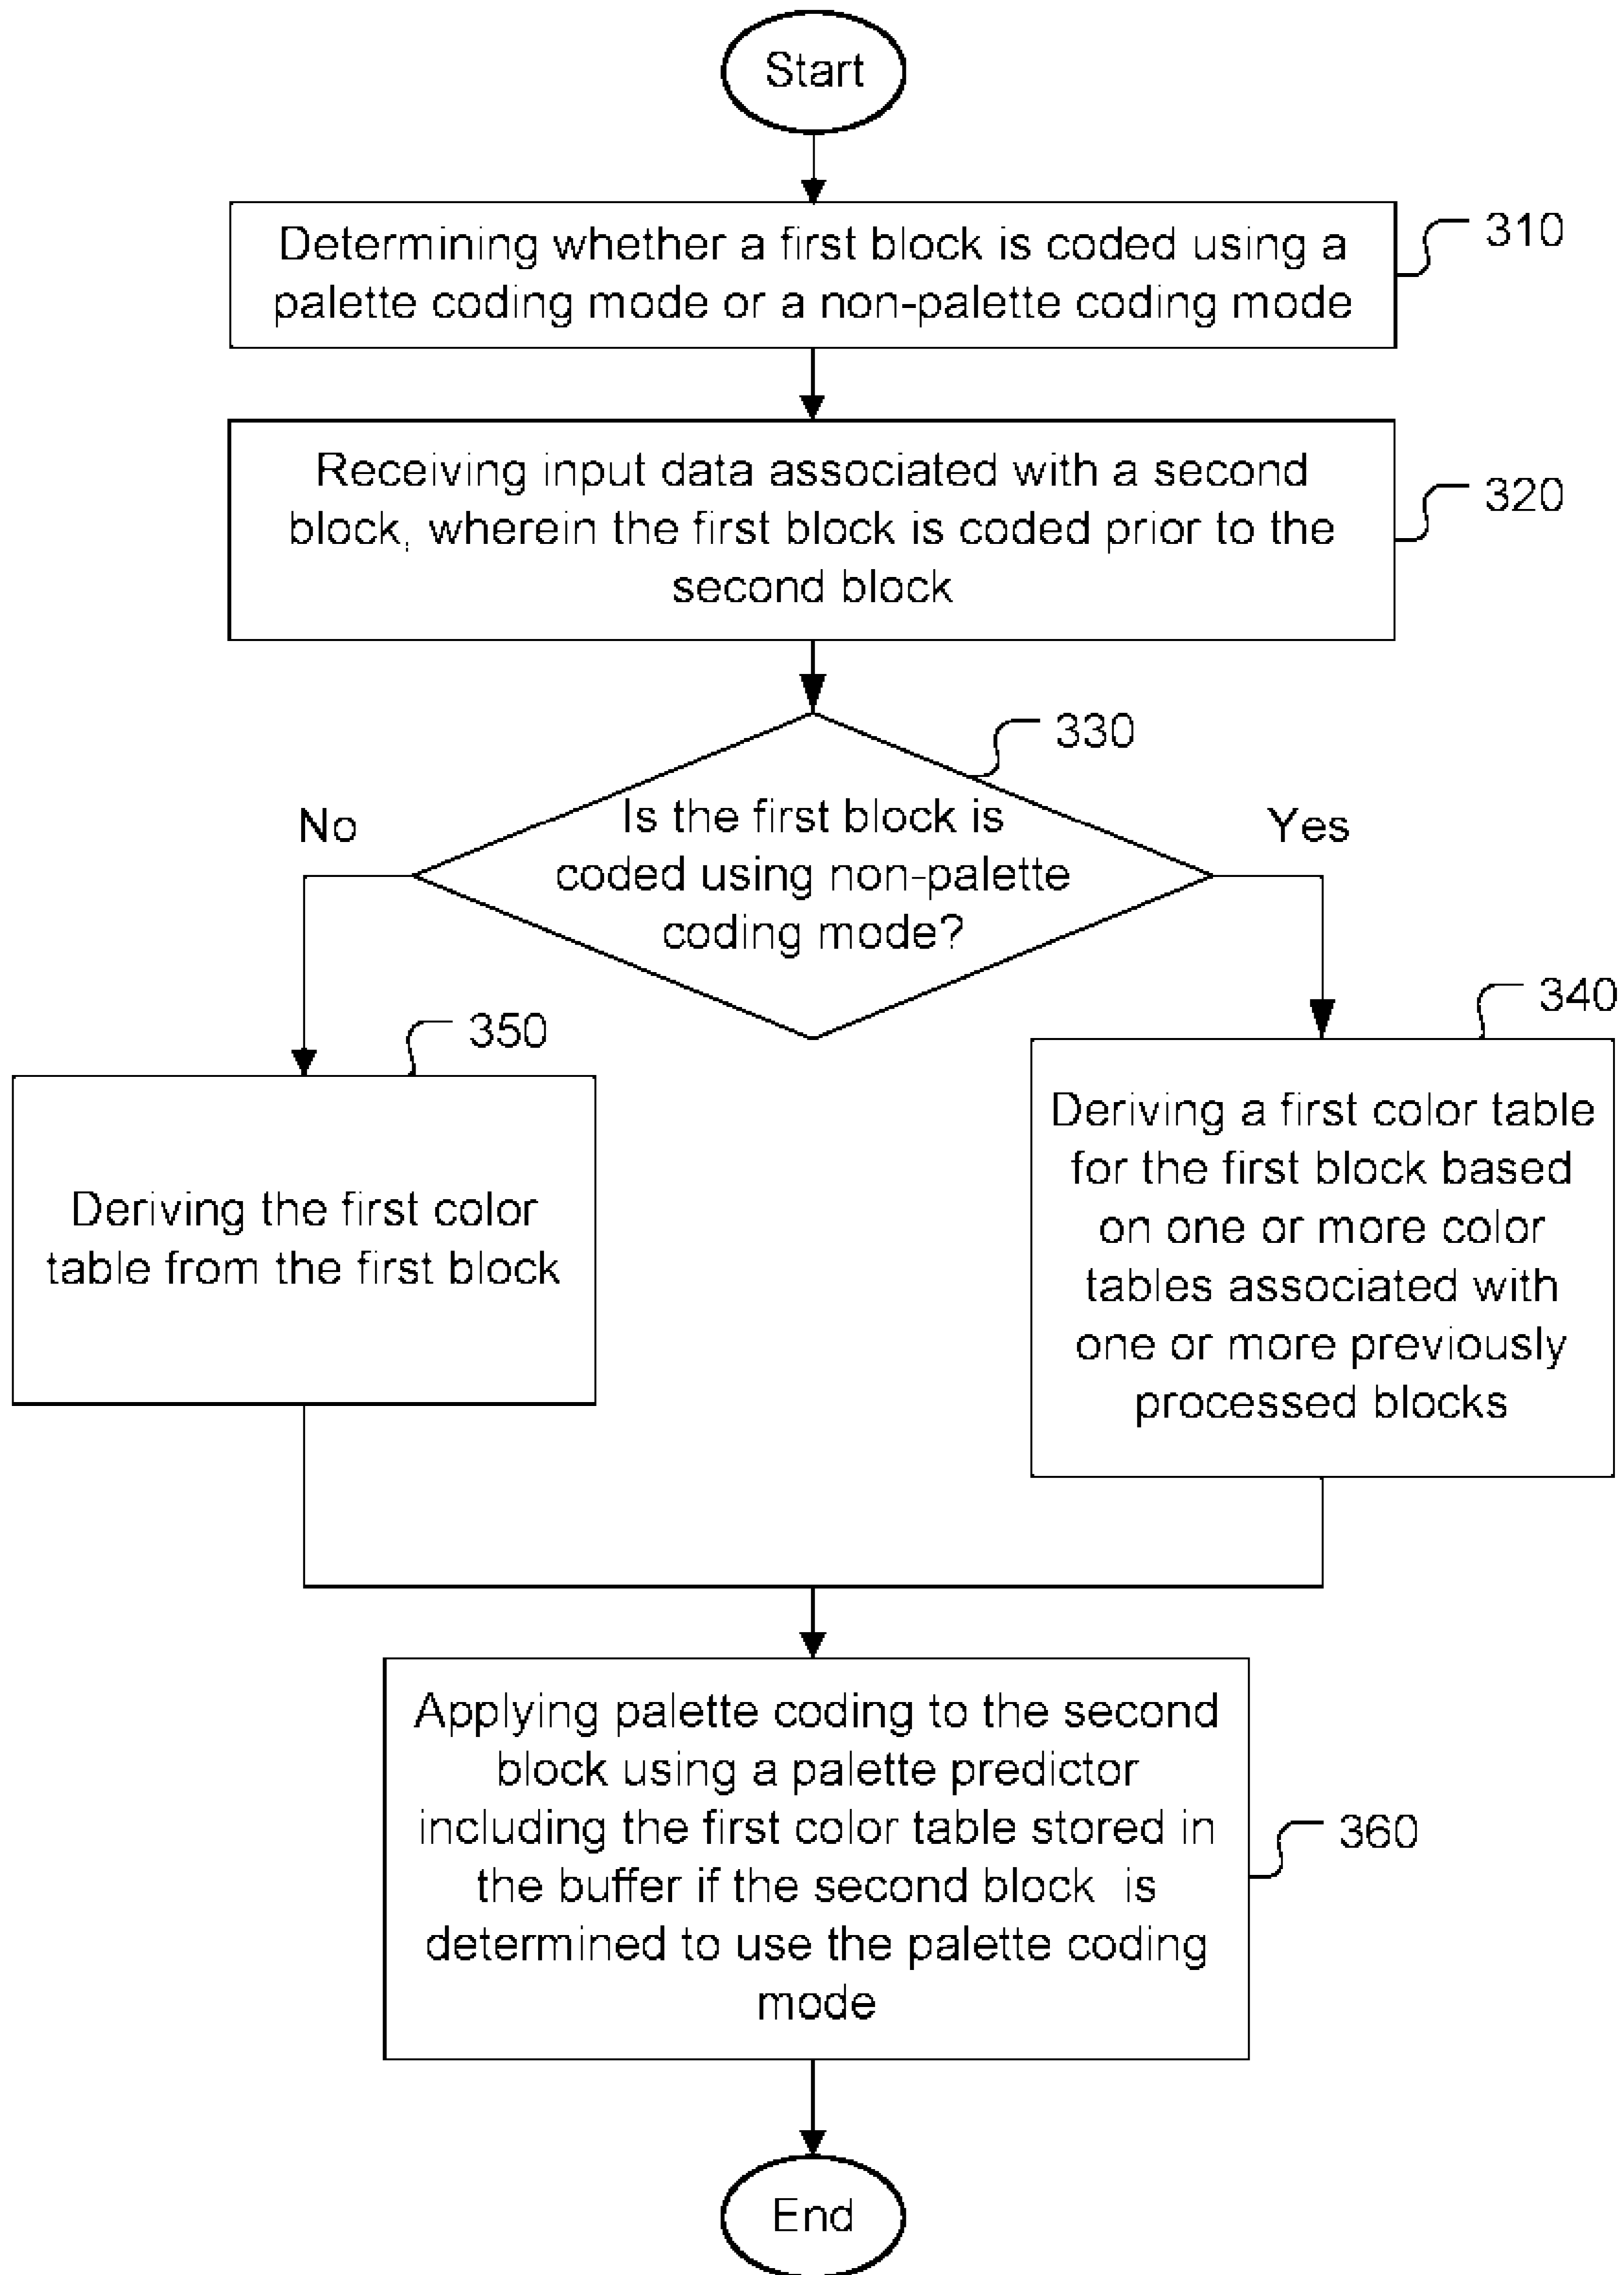 Start
Determining whether a first block is coded using a
palette coding mode or a non-palette coding mode
310
Receiving input data associated with a second
block, wherein the first block is coded prior to the
second block
320
330
Is the first block is
coded using non-palette
coding mode?
No
Yes
340
350
Deriving a first color table
for the first block based
on one or more color
tables associated with
one or more previously
processed blocks
Deriving the first color
table from the first block
Applying palette coding to the second
block using a palette predictor
including the first color table stored in
the buffer if the second block is
determined to use the palette coding
mode
360
End